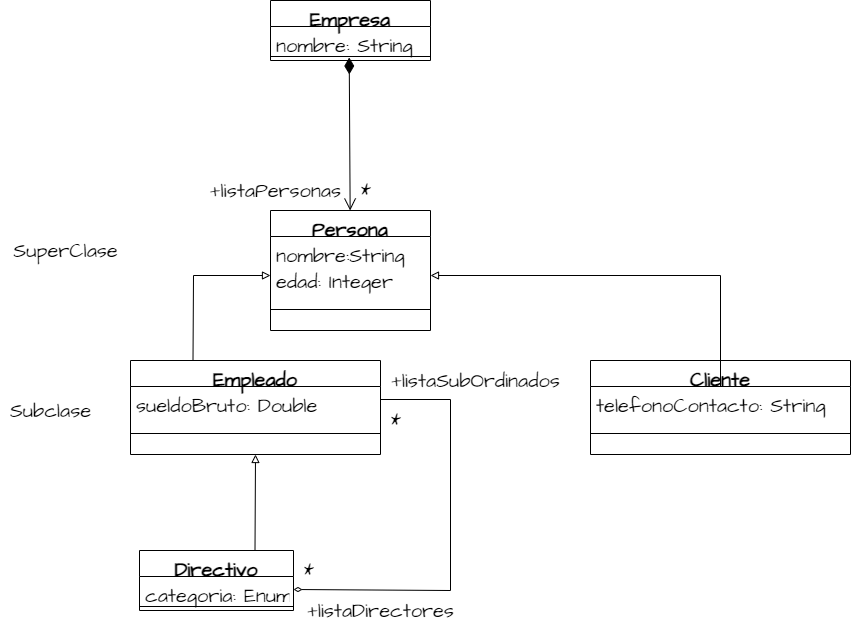 Empresa
nombre: String
+listaPersonas *
Persona
SuperClase
nombre:String
edad: Integer
Empleado
+listaSubOrdinados
Cliente
Subclase
sueldoBruto: Double
*
telefonoContacto: String
Directivo
*
categoria: Enum
+listaDirectores